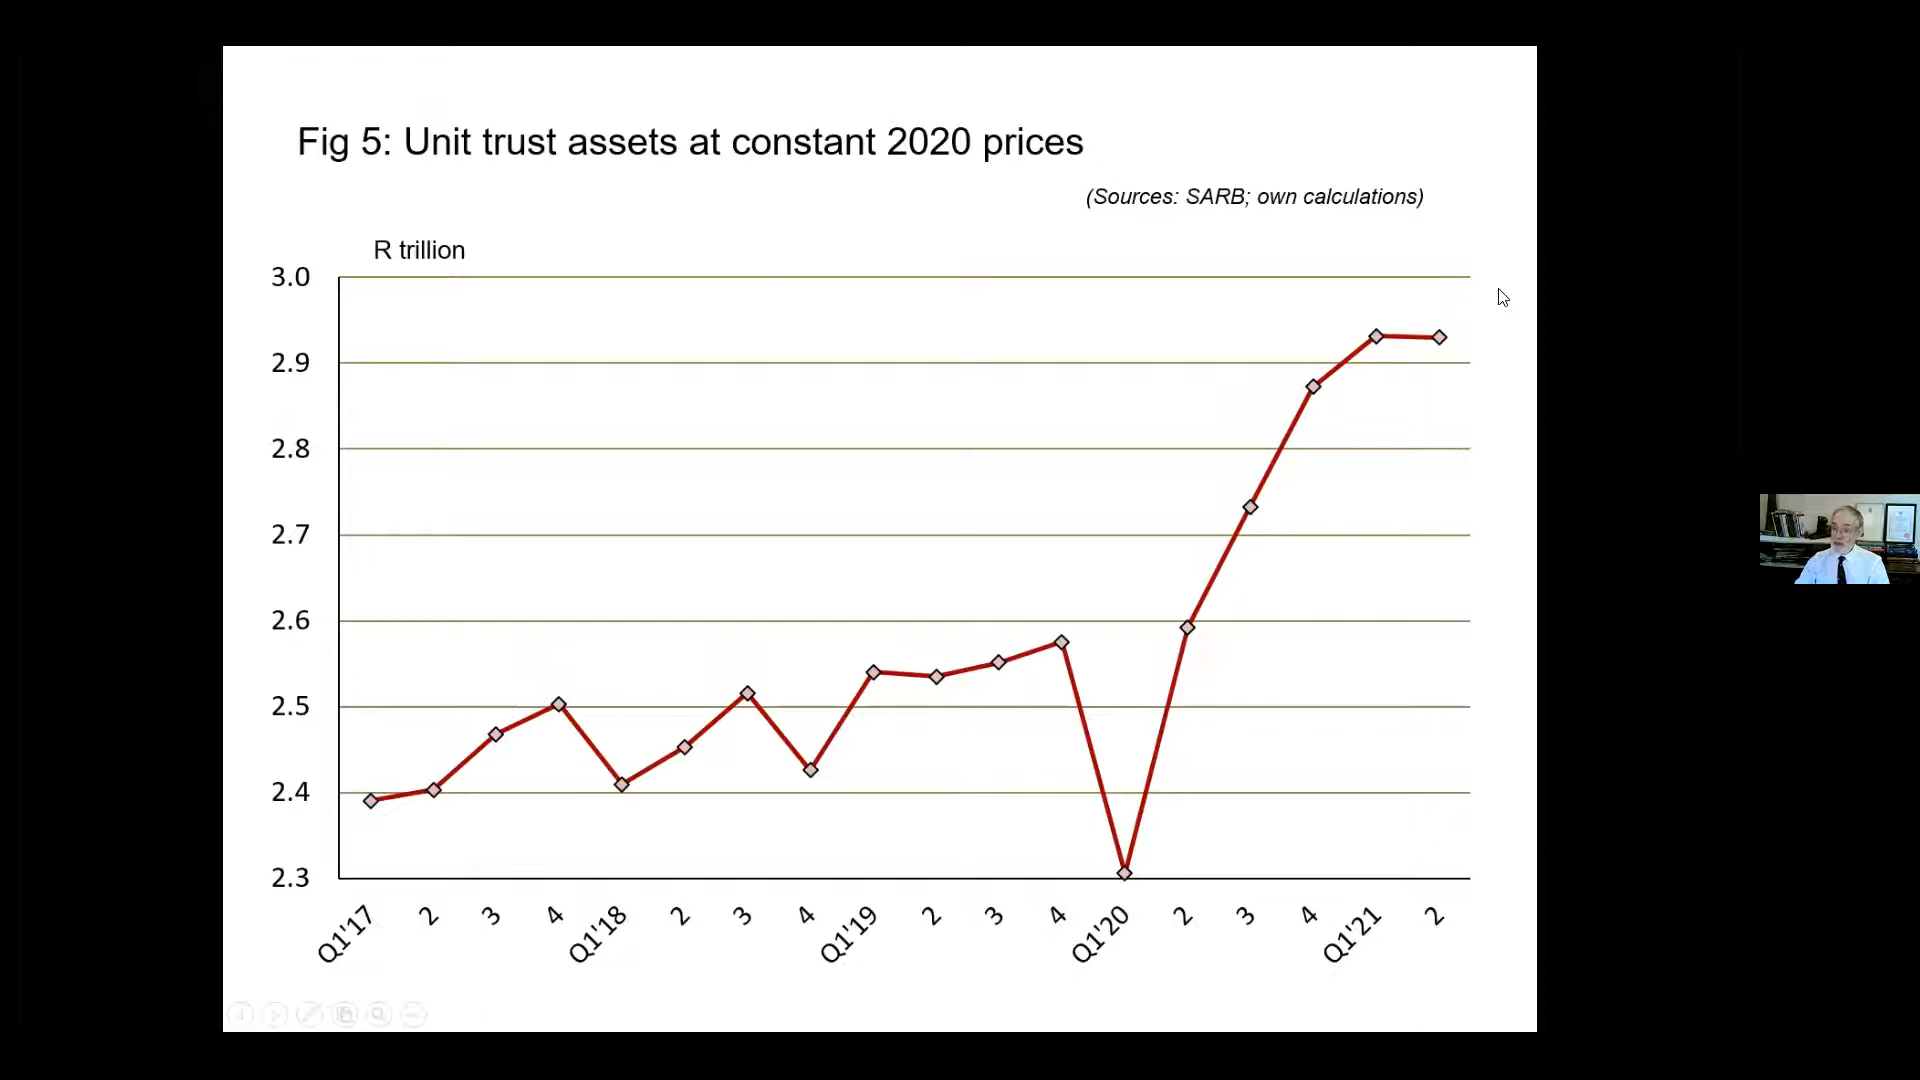 Fig 5: Unit trust assets at constant 2020 prices
(Sources: SARB; own calculations)
R trillion
3.0
2.9
2.8
2.7
2.6
2.5
2.4
2.3
Q1'17 2 3 4 Q1'18 2 3 4 Q1'19 2 3 4 Q1'20 2 3 4 Q1'21 2